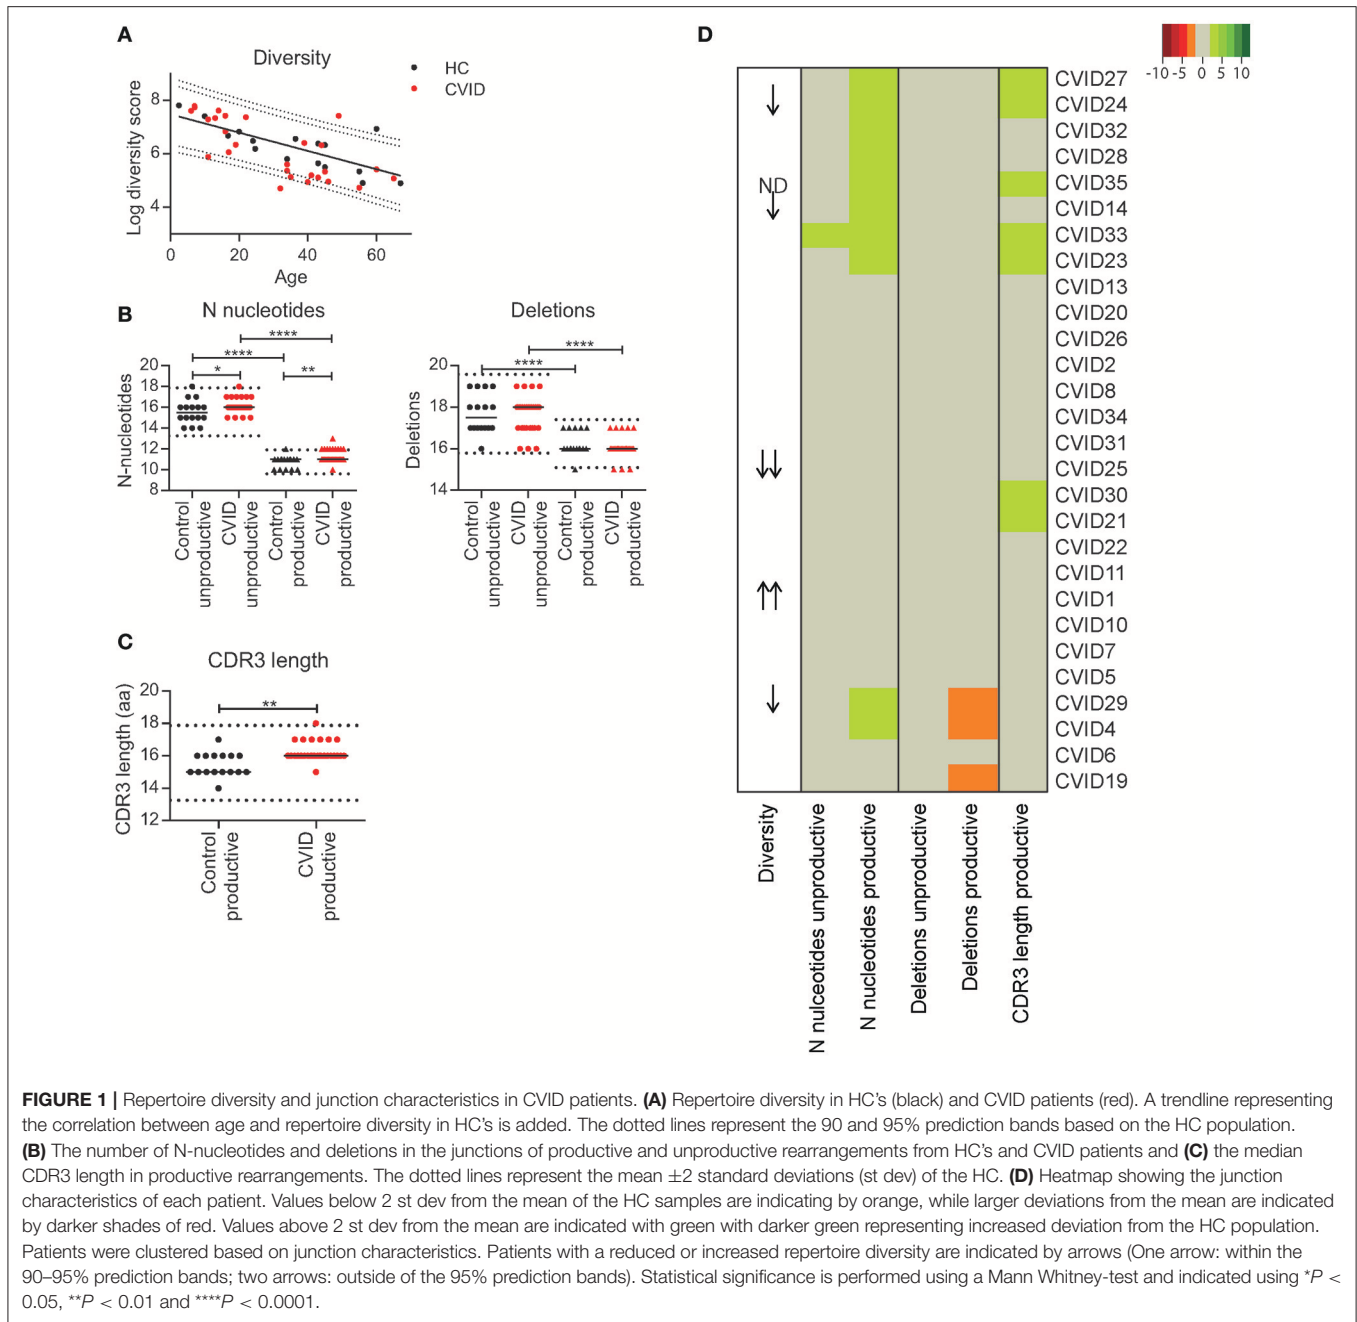 A
Diversity
HC
CVID
Log diversity score
8
6
4
0
20
40
60
Age
B
N nucleotides
****
****
*
**
N-nucleotides
20
18
16
14
12
10
8
Control
unproductive
CVID
unproductive
Control
productive
CVID
productive
Deletions
****
****
Deletions
20
18
16
14
Control
unproductive
CVID
unproductive
Control
productive
CVID
productive
C
CDR3 length
**
CDR3 length (aa)
20
18
16
14
12
Control
productive
CVID
productive
D
-10 -5 0 5 10
ND
CVID27
CVID24
CVID32
CVID28
CVID35
CVID14
CVID33
CVID23
CVID13
CVID20
CVID26
CVID2
CVID8
CVID34
CVID31
CVID25
CVID30
CVID21
CVID22
CVID11
CVID1
CVID10
CVID7
CVID5
CVID29
CVID4
CVID6
CVID19
Diversity
N nulceotides unproductive
N nucleotides productive
Deletions unproductive
Deletions productive
CDR3 length productive
FIGURE 1 | Repertoire diversity and junction characteristics in CVID patients. (A) Repertoire diversity in HC's (black) and CVID patients (red). A trendline representing
the correlation between age and repertoire diversity in HC's is added. The dotted lines represent the 90 and 95% prediction bands based on the HC population.
(B) The number of N-nucleotides and deletions in the junctions of productive and unproductive rearrangements from HC's and CVID patients and (C) the median
CDR3 length in productive rearrangements. The dotted lines represent the mean ±2 standard deviations (st dev) of the HC. (D) Heatmap showing the junction
characteristics of each patient. Values below 2 st dev from the mean of the HC samples are indicating by orange, while larger deviations from the mean are indicated
by darker shades of red. Values above 2 st dev from the mean are indicated with green with darker green representing increased deviation from the HC population.
Patients were clustered based on junction characteristics. Patients with a reduced or increased repertoire diversity are indicated by arrows (One arrow: within the
90–95% prediction bands; two arrows: outside of the 95% prediction bands). Statistical significance is performed using a Mann Whitney-test and indicated using *P <
0.05, **P < 0.01 and ****P < 0.0001.